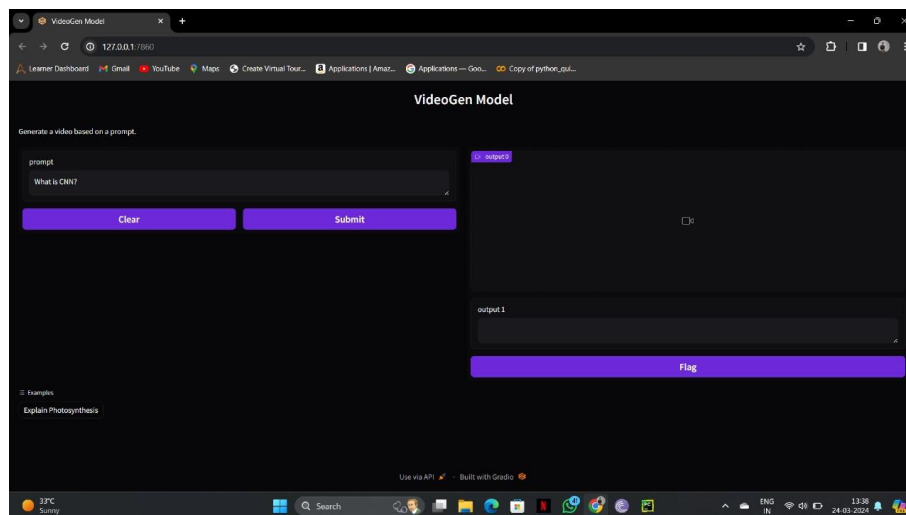 VideoGen Model
127.0.0.1:7860
Learner Dashboard Gmail YouTube Maps Create Virtual Tour... Applications | Amaz... Applications — Goo... Copy of python_qui...
VideoGen Model
Generate a video based on a prompt.
prompt
What is CNN?
Clear Submit
output 0
output 1
Flag
Examples
Explain Photosynthesis
Use via API · Built with Gradio
33°C
Sunny
Search
ENG
IN
13:38
24-03-2024